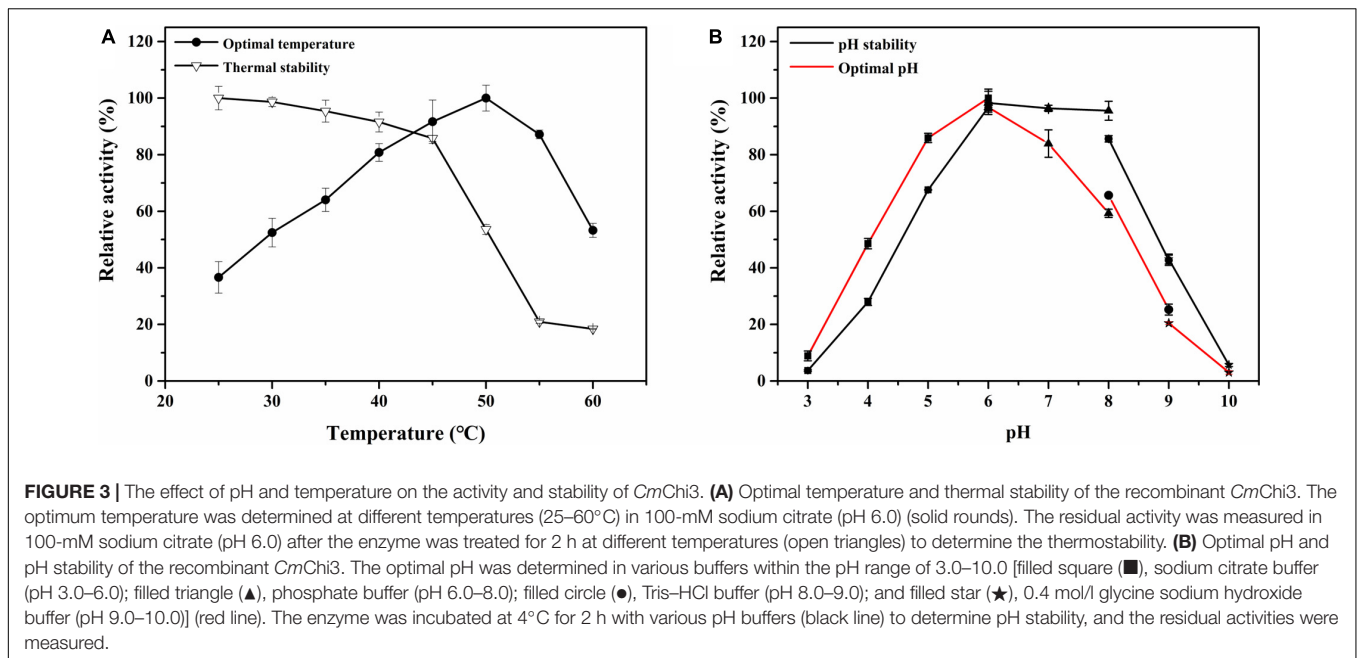 A
Optimal temperature
Thermal stability
120
100
80
60
40
20
0
Relative activity (%)
20 30 40 50 60
Temperature (℃)
B
pH stability
Optimal pH
120
100
80
60
40
20
0
Relative activity (%)
3 4 5 6 7 8 9 10
pH
FIGURE 3 | The effect of pH and temperature on the activity and stability of CmChi3. (A) Optimal temperature and thermal stability of the recombinant CmChi3. The
optimum temperature was determined at different temperatures (25–60°C) in 100-mM sodium citrate (pH 6.0) (solid rounds). The residual activity was measured in
100-mM sodium citrate (pH 6.0) after the enzyme was treated for 2 h at different temperatures (open triangles) to determine the thermostability. (B) Optimal pH and
pH stability of the recombinant CmChi3. The optimal pH was determined in various buffers within the pH range of 3.0–10.0 [filled square (■), sodium citrate buffer
(pH 3.0–6.0); filled triangle (▲), phosphate buffer (pH 6.0–8.0); filled circle (●), Tris–HCl buffer (pH 8.0–9.0); and filled star (★), 0.4 mol/l glycine sodium hydroxide
buffer (pH 9.0–10.0)] (red line). The enzyme was incubated at 4°C for 2 h with various pH buffers (black line) to determine pH stability, and the residual activities were
measured.